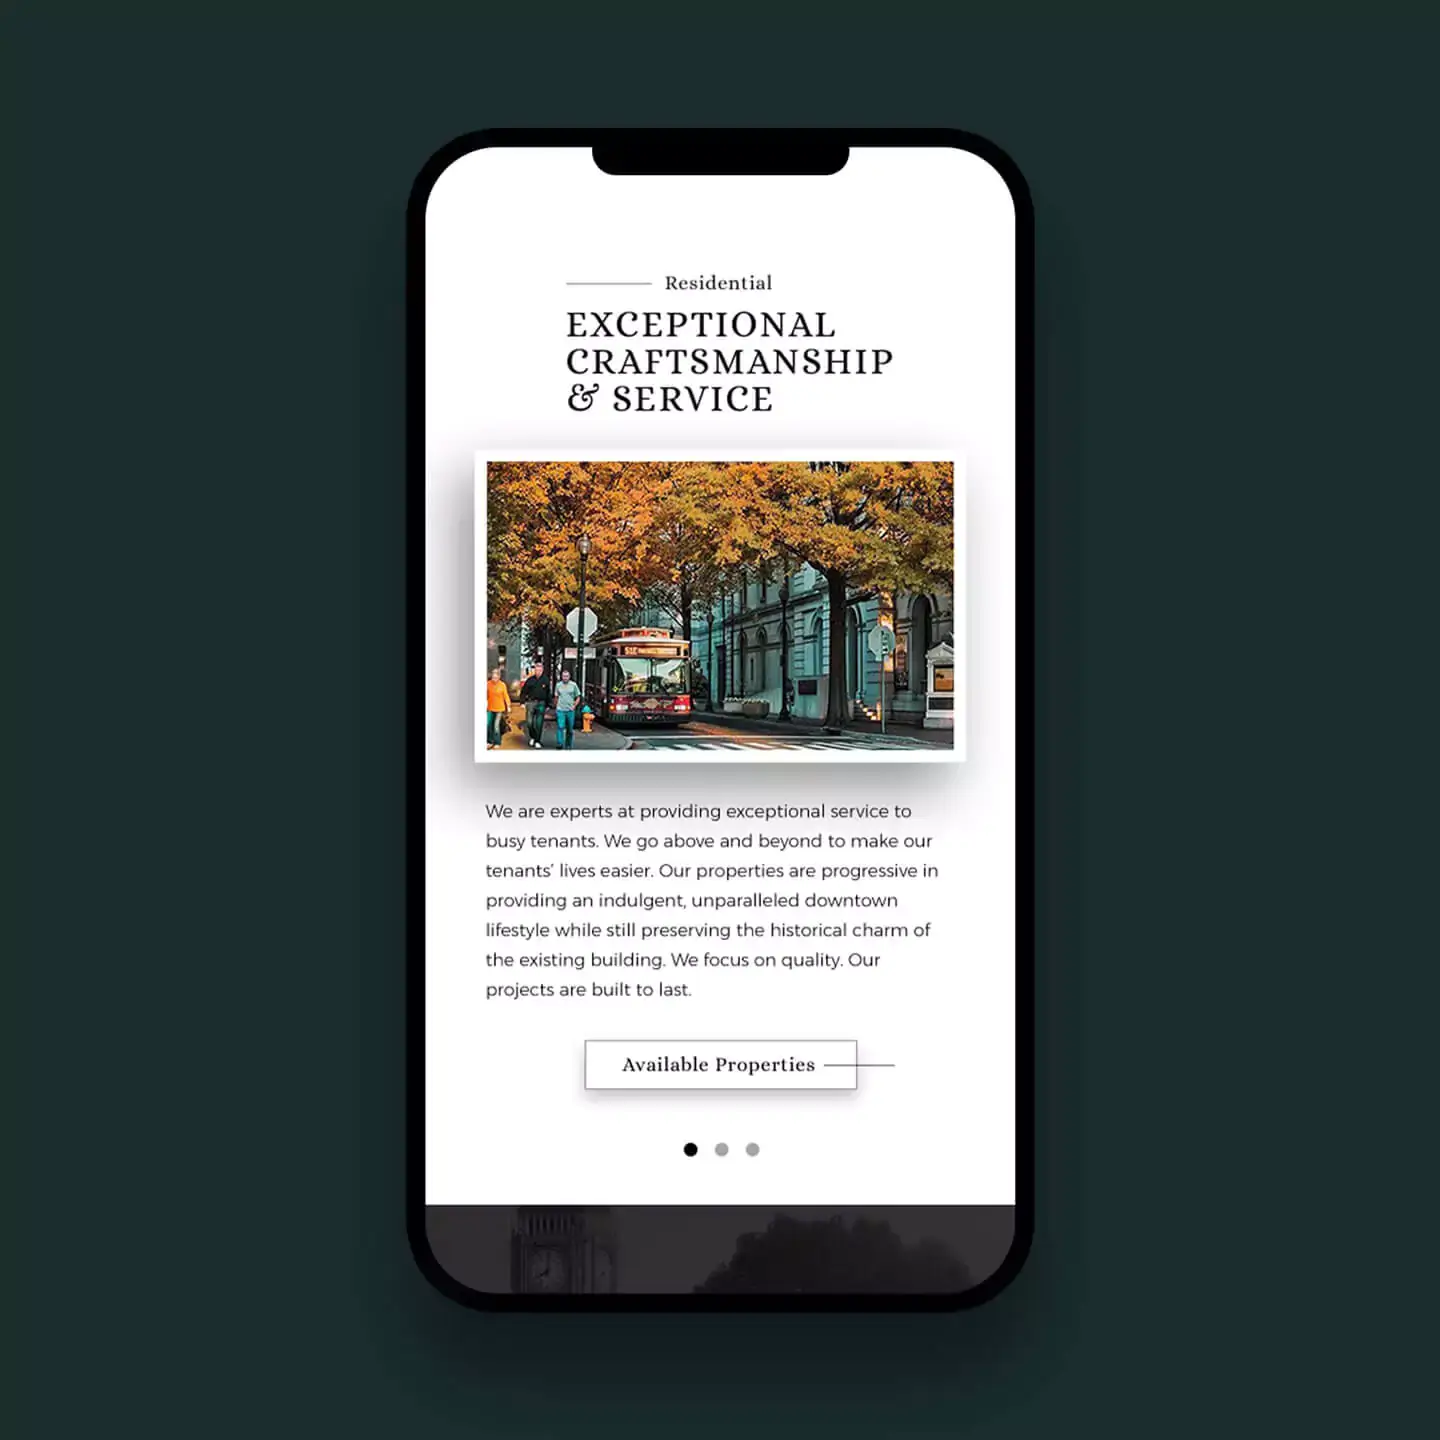 Residential
EXCEPTIONAL
CRAFTSMANSHIP
& SERVICE
We are experts at providing exceptional service to
busy tenants. We go above and beyond to make our
tenants’ lives easier. Our properties are progressive in
providing an indulgent, unparalleled downtown
lifestyle while still preserving the historical charm of
the existing building. We focus on quality. Our
projects are built to last.
Available Properties